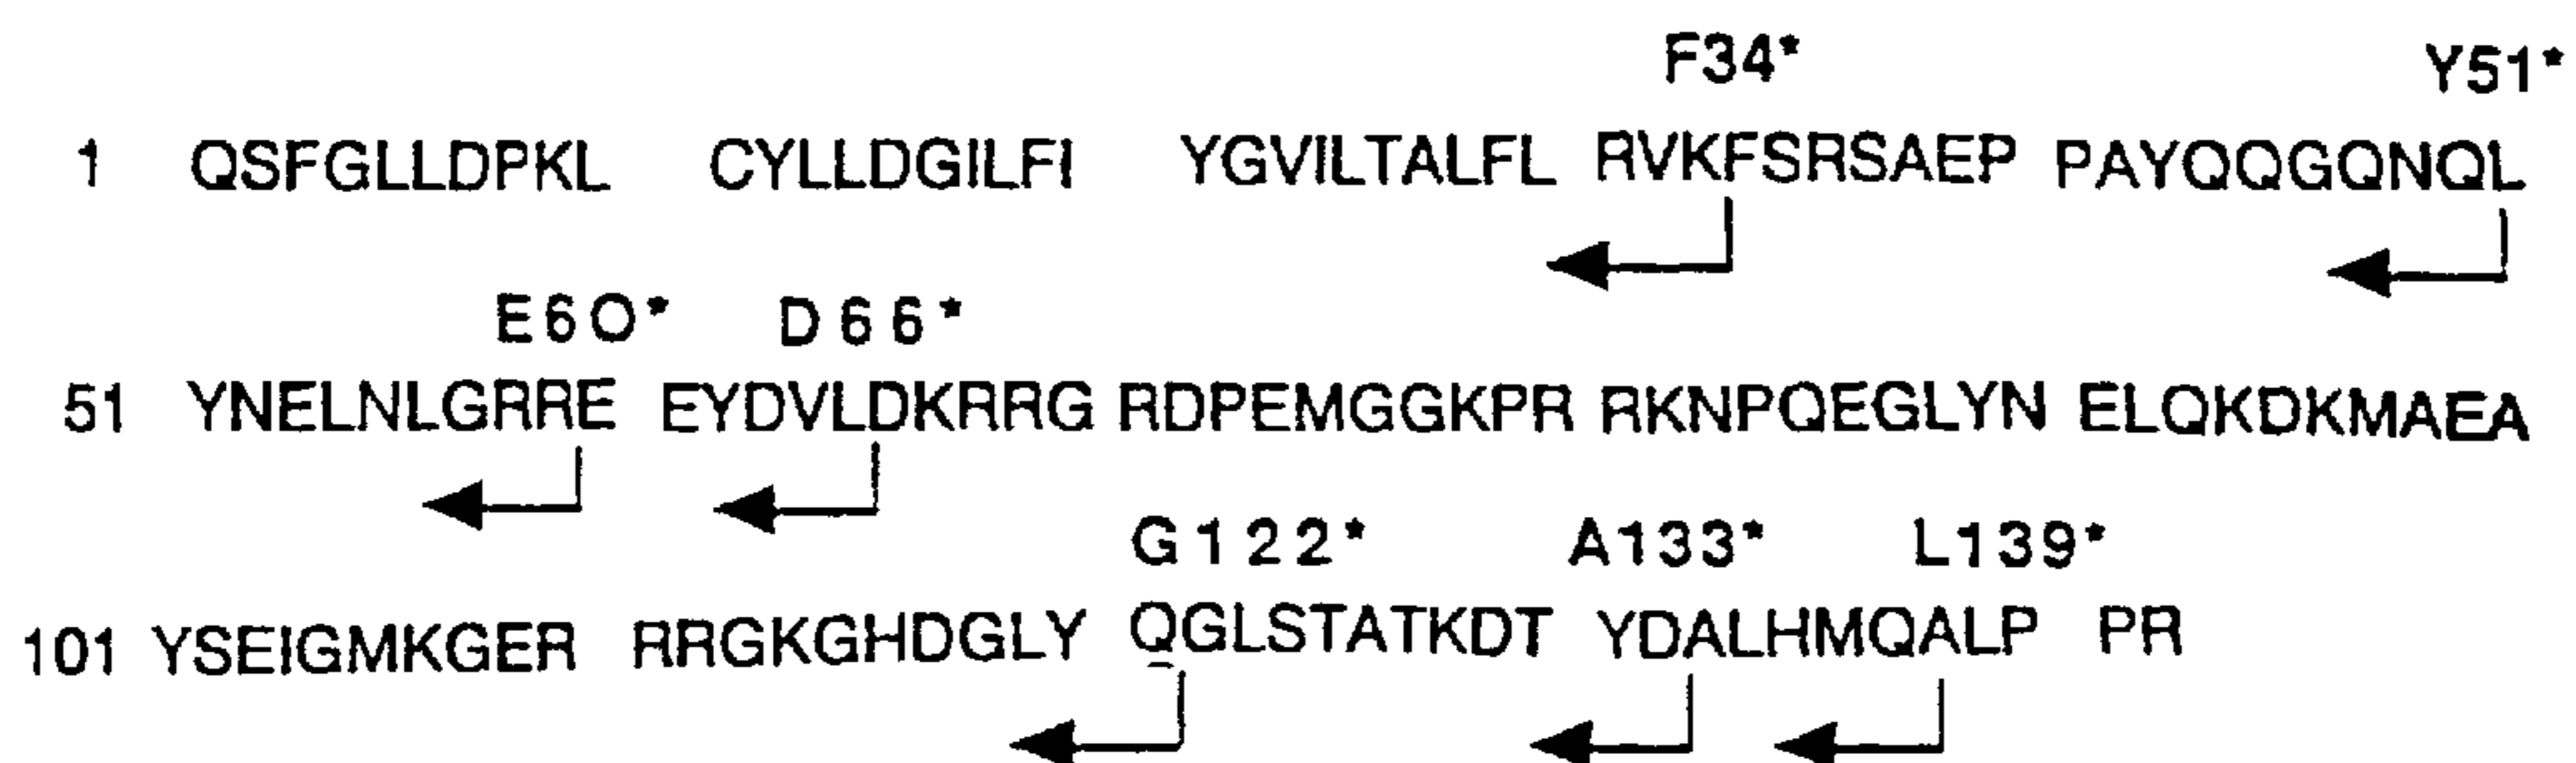 F34* Y51*
1 QSFGLLDPKL CYLLDGILFI YGVILTALFL RVKFSRSAEP PAYQQGQNQL
E60* D66*
51 YNELNLGRRE EYDVLDKRRG RDPEMGGKPR RKNPQEGLYN ELQKDKMAEA
G122* A133* L139*
101 YSEIGMKGER RRGKGHDGLY QGLSTATKDT YDALHMQALP PR